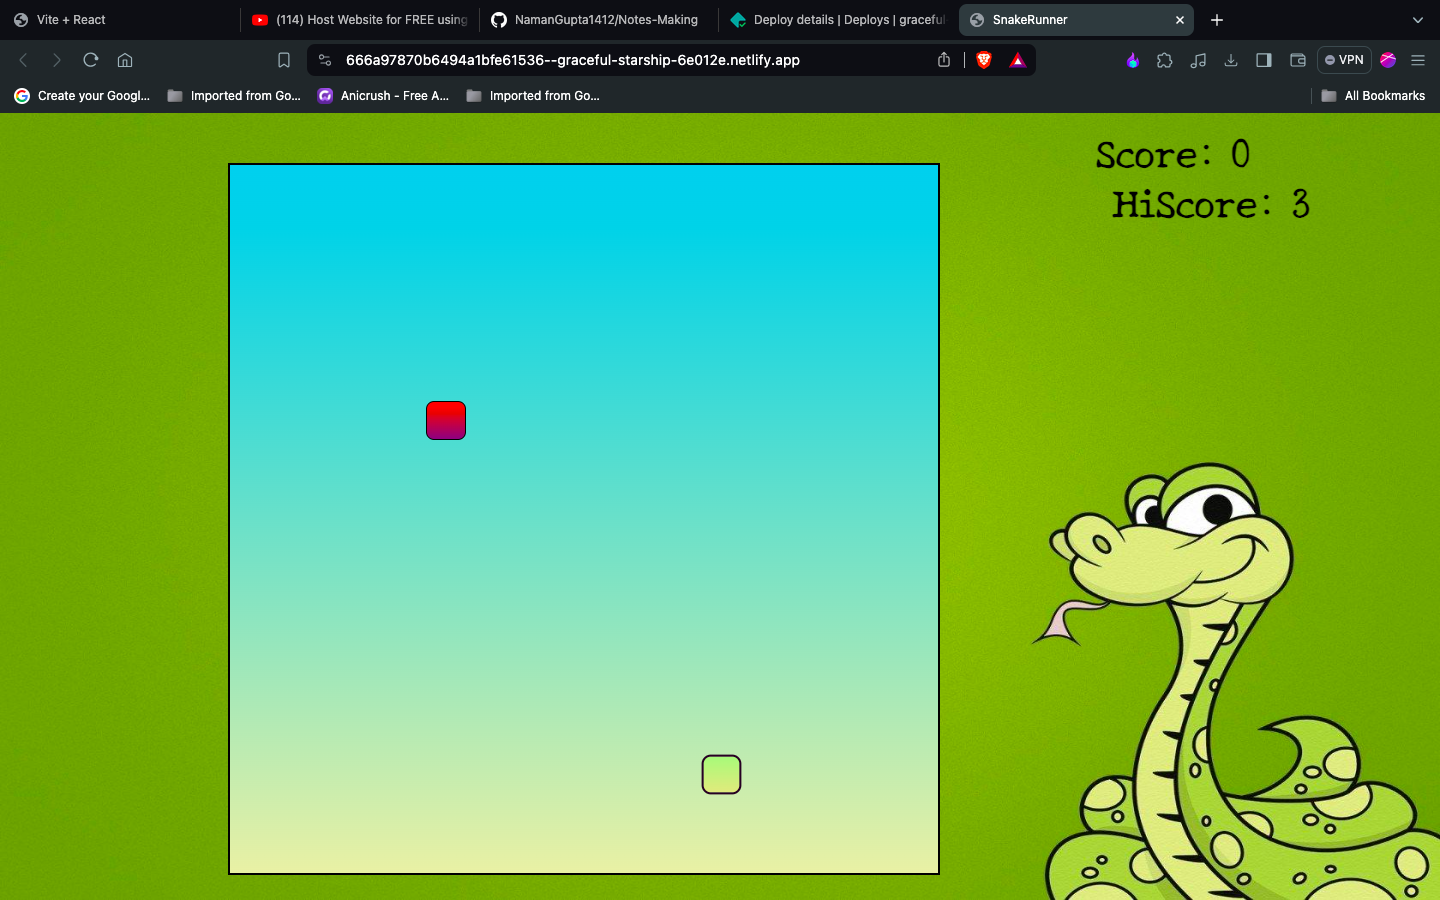 Vite + React
(114) Host Website for FREE using
NamanGupta1412/Notes-Making
Deploy details | Deploys | graceful
SnakeRunner
666a97870b6494a1bfe61536--graceful-starship-6e012e.netlify.app
VPN
Create your Googl...
Imported from Go...
Anicrush - Free A...
Imported from Go...
All Bookmarks
Score: 0
HiScore: 3